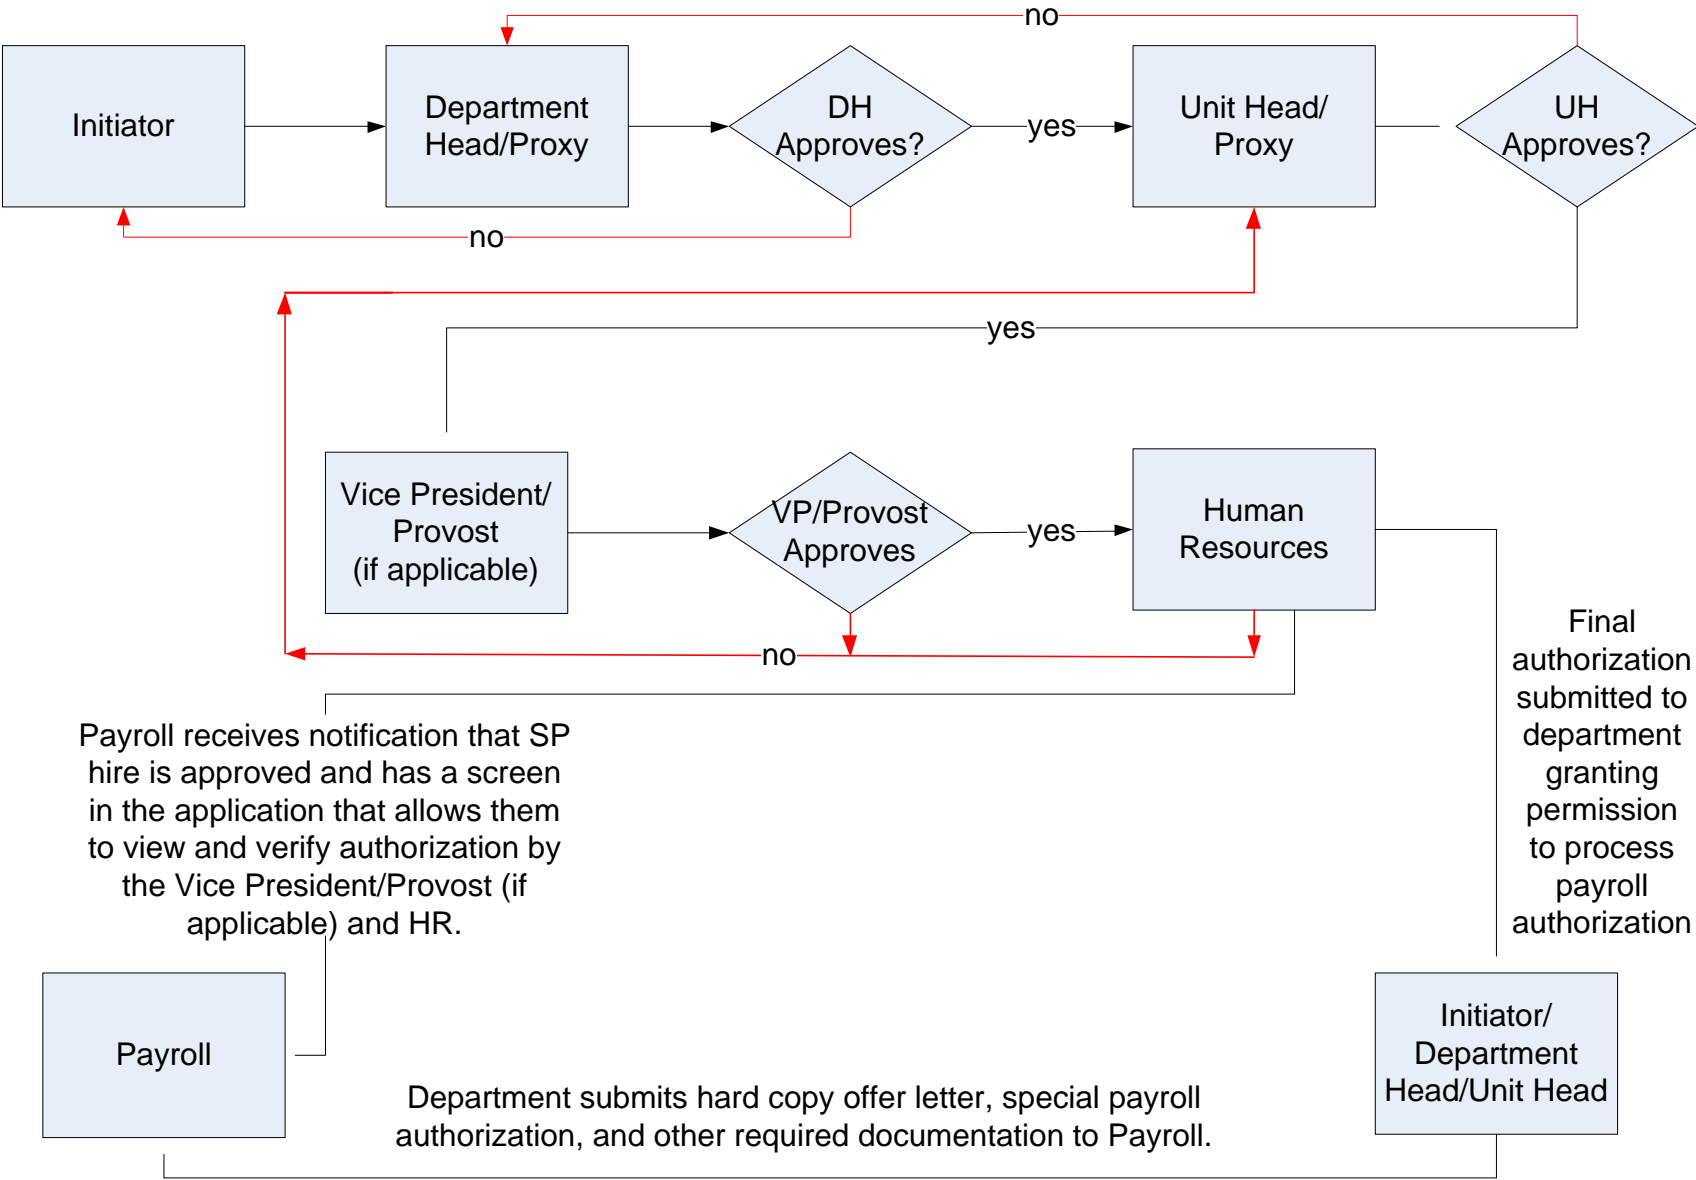 no
Initiator
Department
Head/Proxy
DH
Approves?
yes
Unit Head/
Proxy
UH
Approves?
no
yes
Vice President/
Provost
(if applicable)
VP/Provost
Approves
yes
Human
Resources
no
Final
authorization
submitted to
department
granting
permission
to process
payroll
authorization
Payroll receives notification that SP
hire is approved and has a screen
in the application that allows them
to view and verify authorization by
the Vice President/Provost (if
applicable) and HR.
Payroll
Initiator/
Department
Head/Unit Head
Department submits hard copy offer letter, special payroll
authorization, and other required documentation to Payroll.